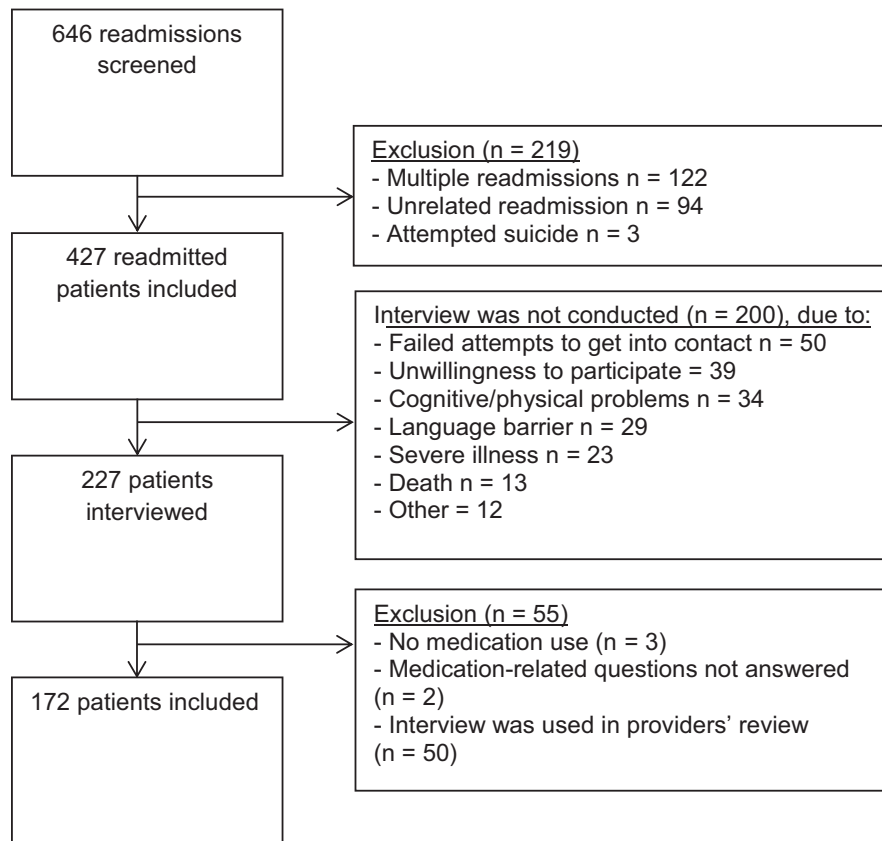 646 readmissions
screened
Exclusion (n = 219)
- Multiple readmissions n = 122
- Unrelated readmission n = 94
- Attempted suicide n = 3
427 readmitted
patients included
Interview was not conducted (n = 200), due to:
- Failed attempts to get into contact n = 50
- Unwillingness to participate = 39
- Cognitive/physical problems n = 34
- Language barrier n = 29
- Severe illness n = 23
- Death n = 13
- Other = 12
227 patients
interviewed
Exclusion (n = 55)
- No medication use (n = 3)
- Medication-related questions not answered
(n = 2)
- Interview was used in providers’ review
(n = 50)
172 patients included